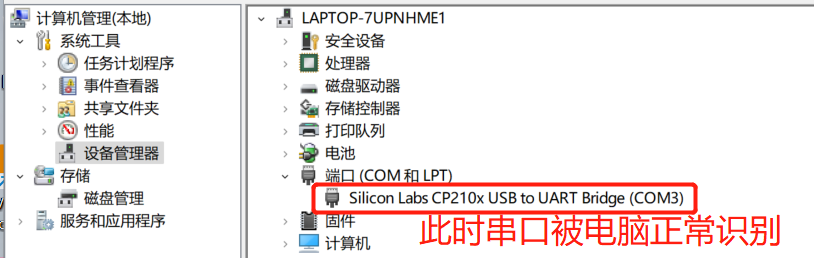 计算机管理(本地)
系统工具
任务计划程序
事件查看器
共享文件夹
性能
设备管理器
存储
磁盘管理
服务和应用程序
LAPTOP-7UPNHME1
安全设备
处理器
磁盘驱动器
存储控制器
打印队列
电池
端口 (COM 和 LPT)
Silicon Labs CP210x USB to UART Bridge (COM3)
固件
计算机
此时串口被电脑正常识别